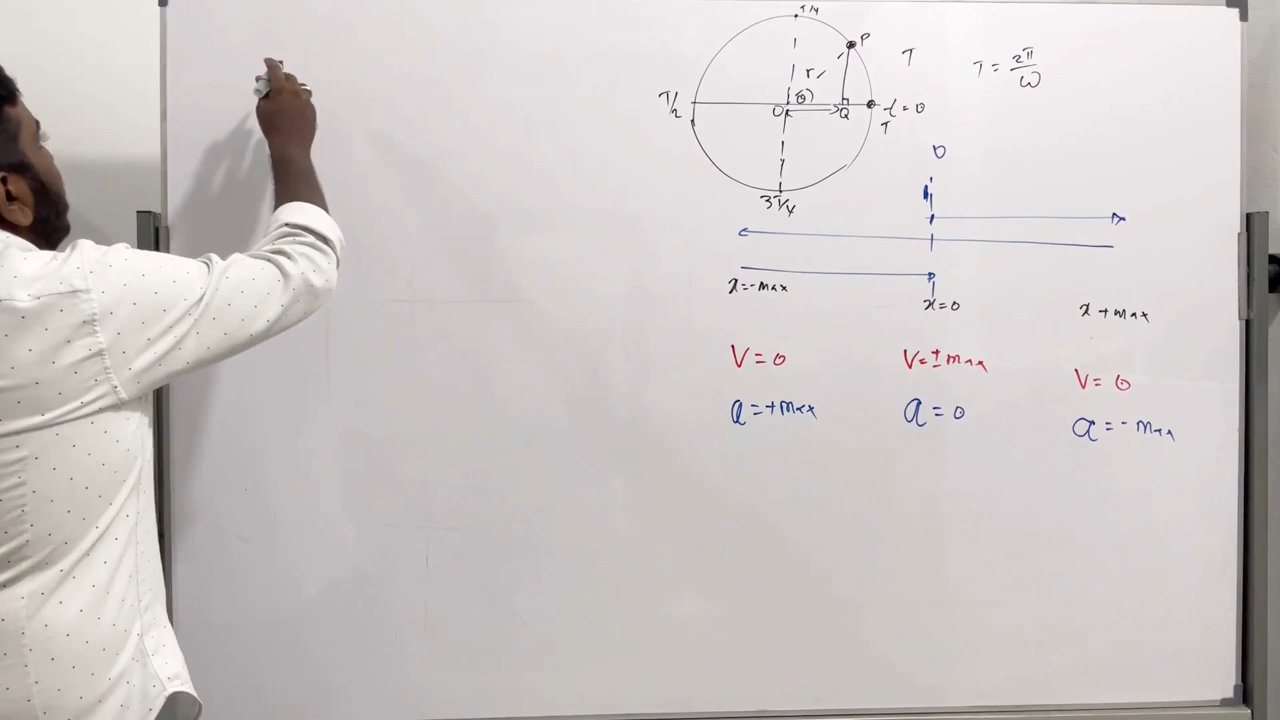 T/4
P
r
T
T = 2π/ω
T/2
θ
O
Q
t = 0
T
3T/4
O
x=-max
x=0
x +max
V = 0
V=±max
V= 0
a=+max
a = 0
a =- max